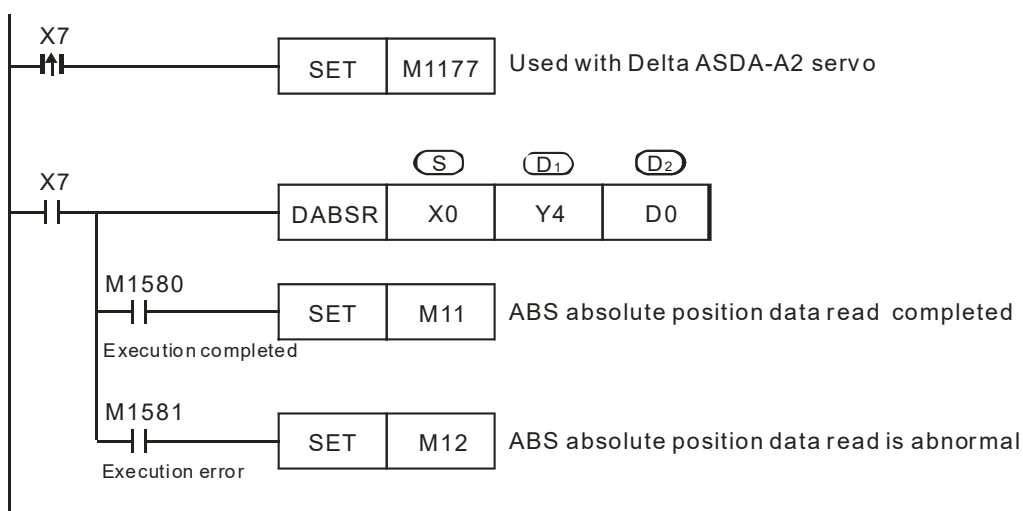 X7
SET M1177 Used with Delta ASDA-A2 servo
S D1 D2
X7
DABSR X0 Y4 D0
M1580
SET M11 ABS absolute position data read completed
Execution completed
M1581
SET M12 ABS absolute position data read is abnormal
Execution error